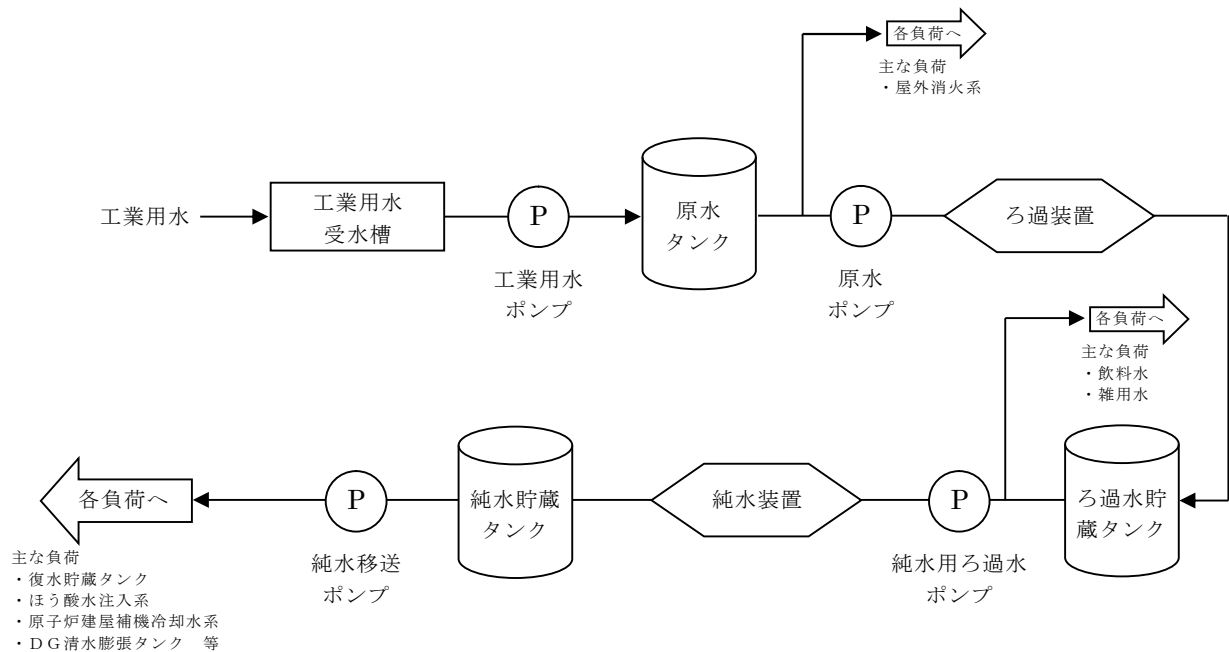 各負荷へ
主な負荷
・屋外消火系
工業用水
工業用水
受水槽
P
工業用水
ポンプ
原水
タンク
P
原水
ポンプ
ろ過装置
各負荷へ
主な負荷
・飲料水
・雑用水
各負荷へ
主な負荷
・復水貯蔵タンク
・ほう酸水注入系
・原子炉建屋補機冷却水系
・DG清水膨張タンク 等
P
純水移送
ポンプ
純水貯蔵
タンク
純水装置
P
純水用ろ過水
ポンプ
ろ過水貯
蔵タンク